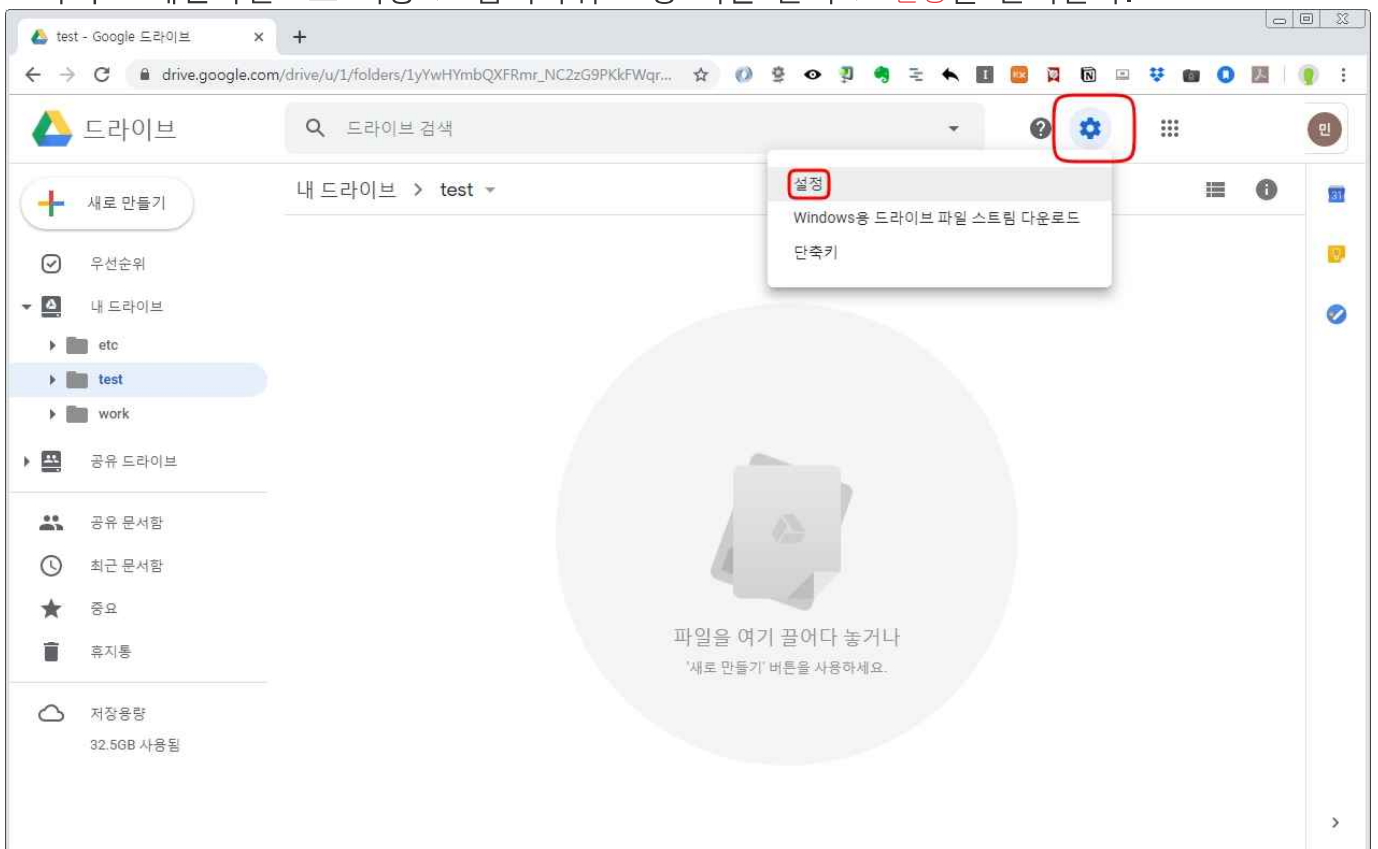 test - Google 드라이브
drive.google.com/drive/u/1/folders/1yYwHYmbQXFRmr_NC2zG9PKkFWqr...
드라이브
드라이브 검색
민
새로 만들기
내 드라이브 > test
설정
Windows용 드라이브 파일 스트림 다운로드
단축키
31
우선순위
내 드라이브
etc
test
work
공유 드라이브
공유 문서함
최근 문서함
중요
휴지통
파일을 여기 끌어다 놓거나
'새로 만들기' 버튼을 사용하세요.
저장용량
32.5GB 사용됨